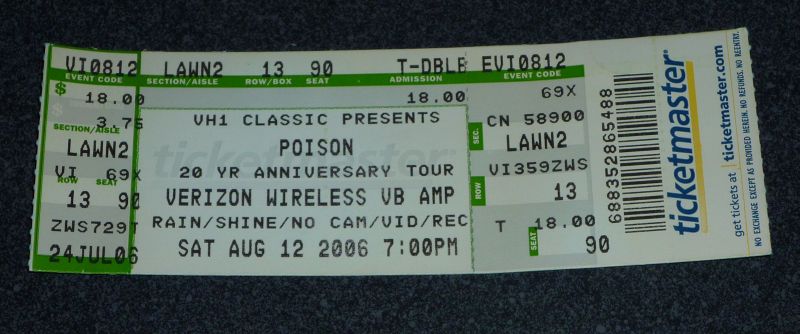 VI0812 LAWN2 13 90 T-DBLB EVI0812
EVENT CODE SECTION/AISLE ROW/BOX SEAT ADMISSION EVENT CODE
$ 18.00 18.00 69X
3.75 VH1 CLASSIC PRESENTS SEC. CN 58900
SECTION/AISLE
LAWN2 POISON LAWN2
VI 69X 20 YR ANNIVERSARY TOUR VI359ZWS
ROW SEAT ROW
13 90 VERIZON WIRELESS VB AMP 13
ZWS729T RAIN/SHINE/NO CAM/VID/REC T 18.00
24JUL06 SAT AUG 12 2006 7:00PM SEAT 90
ticketmaster
688352865488
ticketmaster
get tickets at ticketmaster.com
NO EXCHANGE EXCEPT AS PROVIDED HEREIN. NO REFUNDS. NO REENTRY.